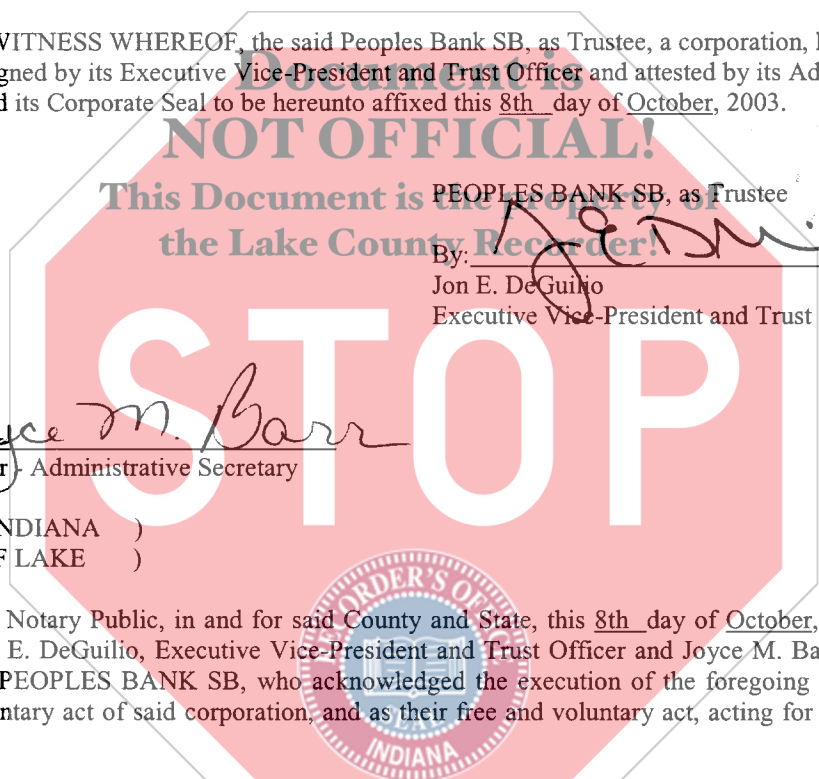 WITNESS WHEREOF, the said Peoples Bank SB, as Trustee, a corporation,
gned by its Executive Vice-President and Trust Officer and attested by its Ad
d its Corporate Seal to be hereunto affixed this 8th day of October, 2003.
Document is
NOT OFFICIAL!
This Document is the property of
the Lake County Recorder!
PEOPLES BANK SB, as Trustee
By:
Jon E. DeGuilio
Executive Vice-President and Trust
STOP
yce M. Barr
r - Administrative Secretary
NDIANA )
F LAKE )
Notary Public, in and for said County and State, this 8th day of October,
E. DeGuilio, Executive Vice-President and Trust Officer and Joyce M. Ba
PEOPLES BANK SB, who acknowledged the execution of the foregoing
ntary act of said corporation, and as their free and voluntary act, acting for
RECORDER'S OFFICE
SEAL
INDIANA